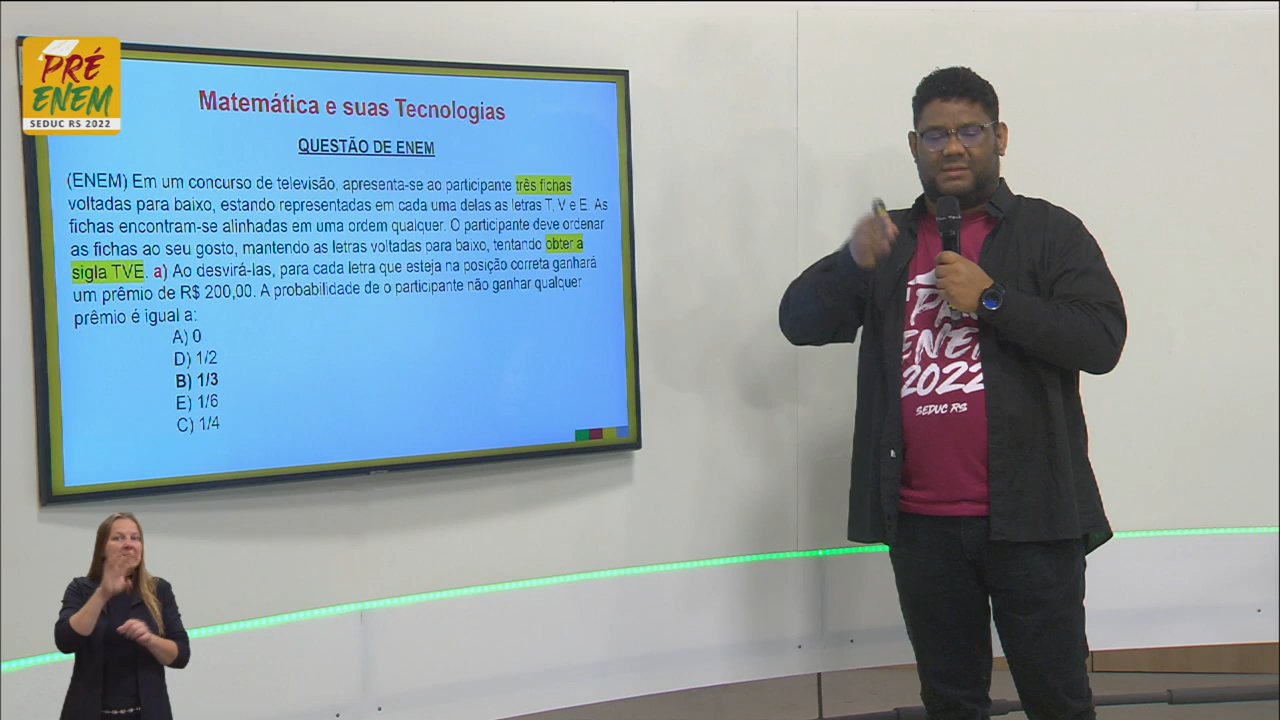 PRÉ
ENEM
SEDUC RS 2022
Matemática e suas Tecnologias
QUESTÃO DE ENEM
(ENEM) Em um concurso de televisão, apresenta-se ao participante três fichas
voltadas para baixo, estando representadas em cada uma delas as letras T, V e E. As
fichas encontram-se alinhadas em uma ordem qualquer. O participante deve ordenar
as fichas ao seu gosto, mantendo as letras voltadas para baixo, tentando obter a
sigla TVE. a) Ao desvirá-las, para cada letra que esteja na posição correta ganhará
um prêmio de R$ 200,00. A probabilidade de o participante não ganhar qualquer
prêmio é igual a:
A) 0
D) 1/2
B) 1/3
E) 1/6
C) 1/4
ENEM
2022
SEDUC RS